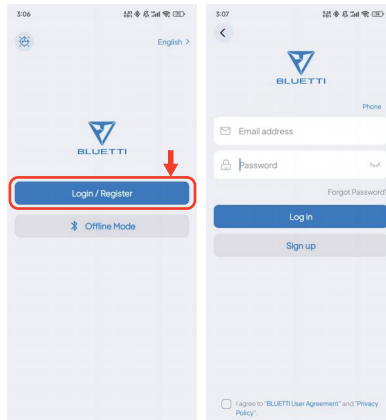 3:06
English >
BLUETTI
Login / Register
Offline Mode
3:07
BLUETTI
Phone
Email address
Password
Forgot Password?
Log in
Sign up
I agree to "BLUETTI User Agreement" and "Privacy
Policy".